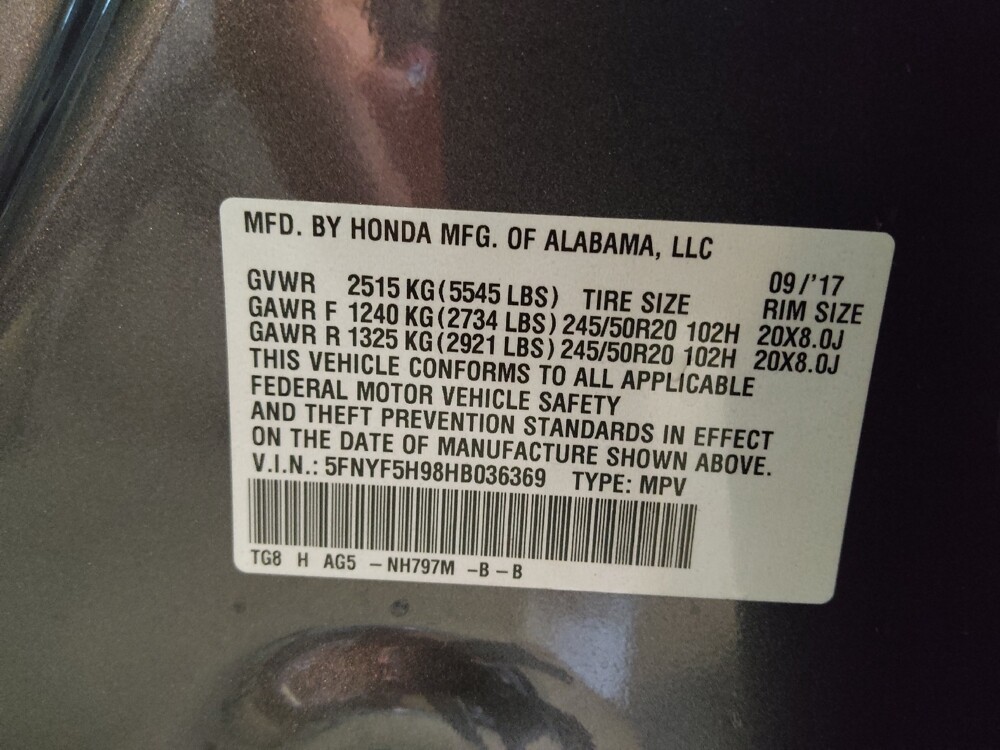 MFD. BY HONDA MFG. OF ALABAMA, LLC
09/'17
GVWR 2515 KG(5545 LBS) TIRE SIZE RIM SIZE
GAWR F 1240 KG(2734 LBS) 245/50R20 102H 20X8.0J
GAWR R 1325 KG(2921 LBS) 245/50R20 102H 20X8.0J
THIS VEHICLE CONFORMS TO ALL APPLICABLE
FEDERAL MOTOR VEHICLE SAFETY
AND THEFT PREVENTION STANDARDS IN EFFECT
ON THE DATE OF MANUFACTURE SHOWN ABOVE.
V.I.N.: 5FNYF5H98HB036369 TYPE: MPV
TG8 H AG5 – NH797M –B – B